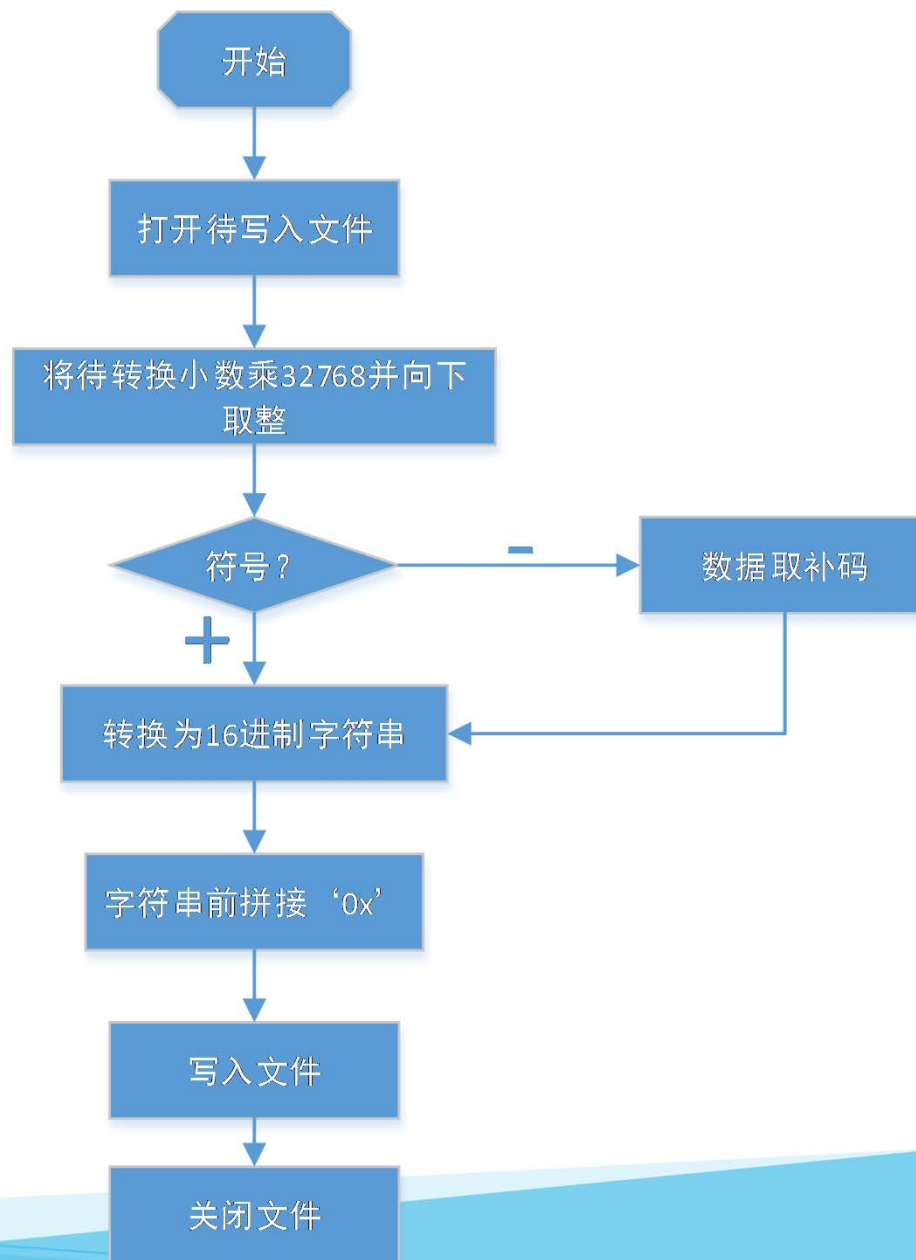 开始
打开待写入文件
将待转换小数乘32768并向下
取整
符号?
-
数据取补码
+
转换为16进制字符串
字符串前拼接‘0x’
写入文件
关闭文件